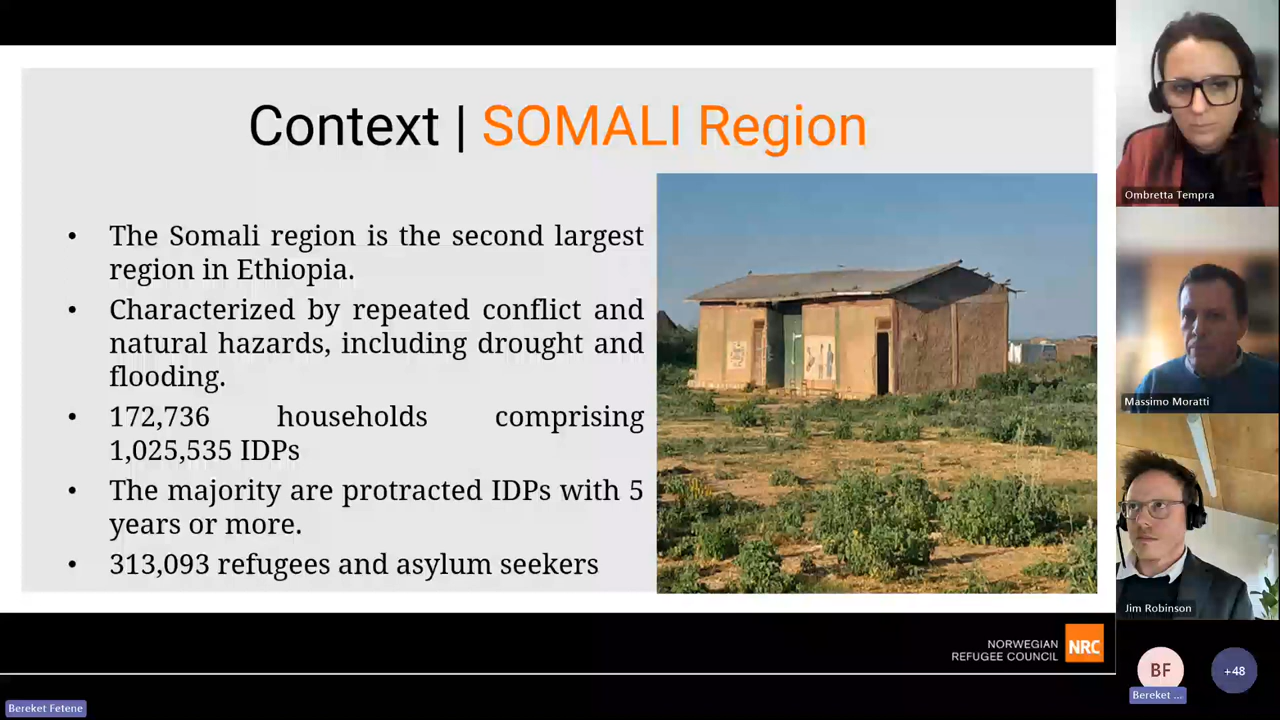 Context | SOMALI Region
• The Somali region is the second largest
region in Ethiopia.
• Characterized by repeated conflict and
natural hazards, including drought and
flooding.
• 172,736 households comprising
1,025,535 IDPs
• The majority are protracted IDPs with 5
years or more.
• 313,093 refugees and asylum seekers
NORWEGIAN
REFUGEE COUNCIL
NRC
Bereket Fetene
Ombretta Tempra
Massimo Moratti
Jim Robinson
BF
Bereket ...
+48